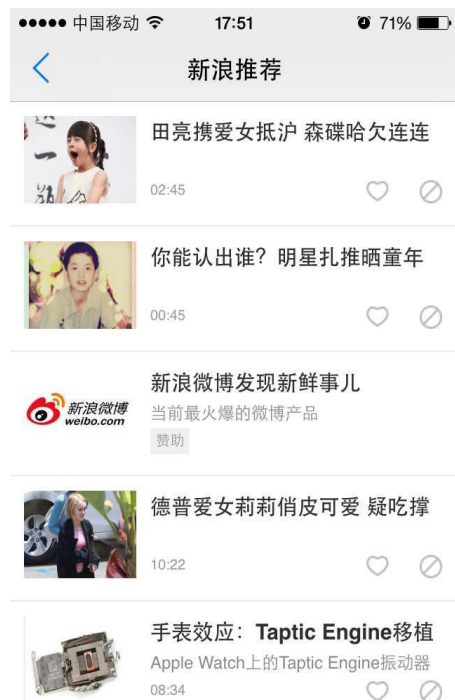 中国移动 17:51 71%
新浪推荐
田亮携爱女抵沪 森碟哈欠连连
02:45
你能认出谁？明星扎推晒童年
00:45
新浪微博发现新鲜事儿
新浪微博
weibo.com
当前最火爆的微博产品
赞助
德普爱女莉莉俏皮可爱 疑吃撑
10:22
手表效应：Taptic Engine移植
Apple Watch上的Taptic Engine振动器
08:34